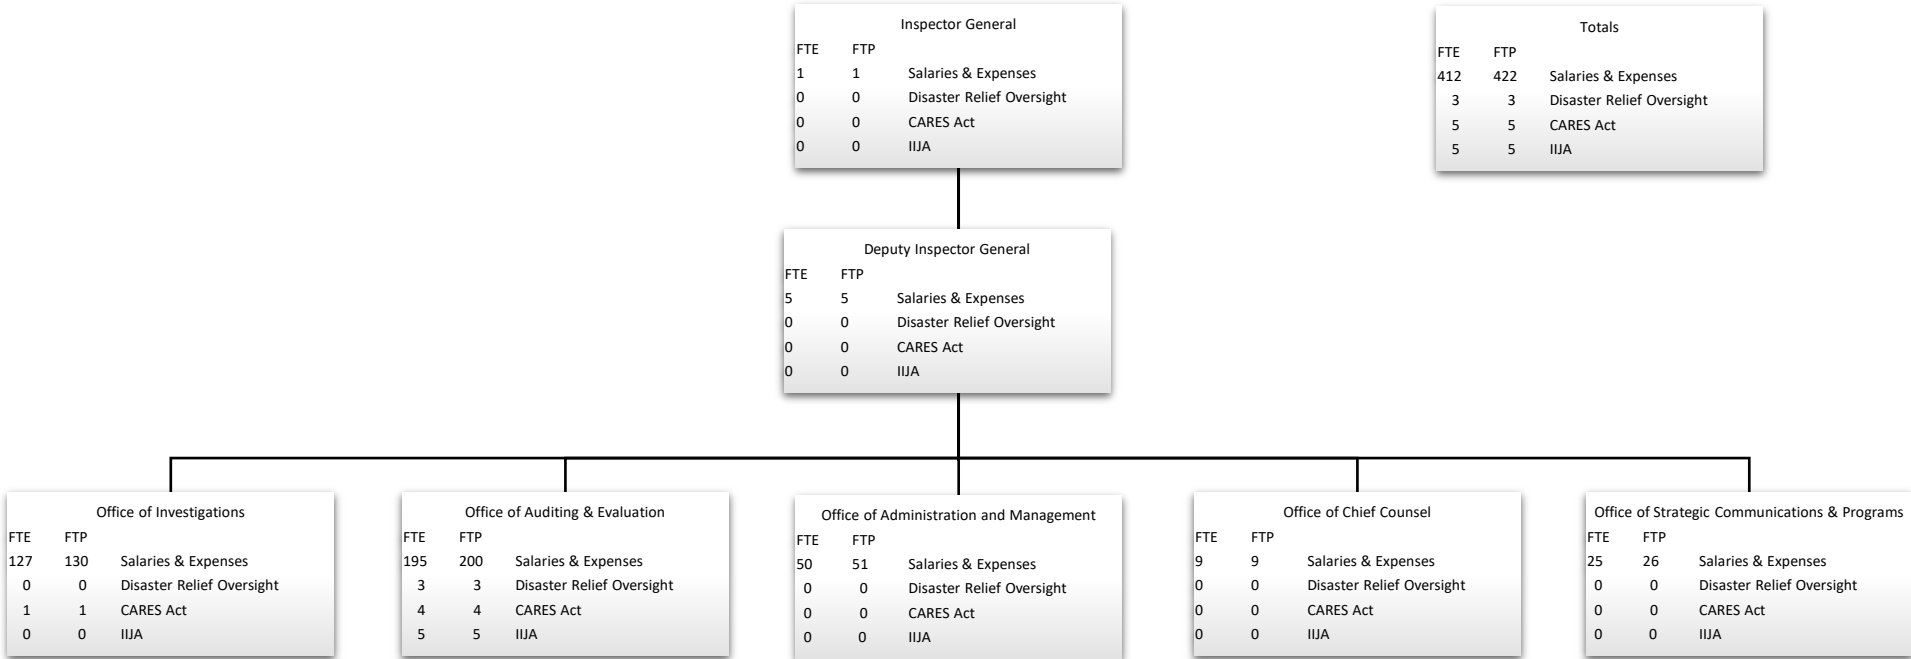 Inspector General
FTE FTP
1 1 Salaries & Expenses
0 0 Disaster Relief Oversight
0 0 CARES Act
0 0 IIJA
Totals
FTE FTP
412 422 Salaries & Expenses
3 3 Disaster Relief Oversight
5 5 CARES Act
5 5 IIJA
Deputy Inspector General
FTE FTP
5 5 Salaries & Expenses
0 0 Disaster Relief Oversight
0 0 CARES Act
0 0 IIJA
Office of Investigations
FTE FTP
127 130 Salaries & Expenses
0 0 Disaster Relief Oversight
1 1 CARES Act
0 0 IIJA
Office of Auditing & Evaluation
FTE FTP
195 200 Salaries & Expenses
3 3 Disaster Relief Oversight
4 4 CARES Act
5 5 IIJA
Office of Administration and Management
FTE FTP
50 51 Salaries & Expenses
0 0 Disaster Relief Oversight
0 0 CARES Act
0 0 IIJA
Office of Chief Counsel
FTE FTP
9 9 Salaries & Expenses
0 0 Disaster Relief Oversight
0 0 CARES Act
0 0 IIJA
Office of Strategic Communications & Programs
FTE FTP
25 26 Salaries & Expenses
0 0 Disaster Relief Oversight
0 0 CARES Act
0 0 IIJA